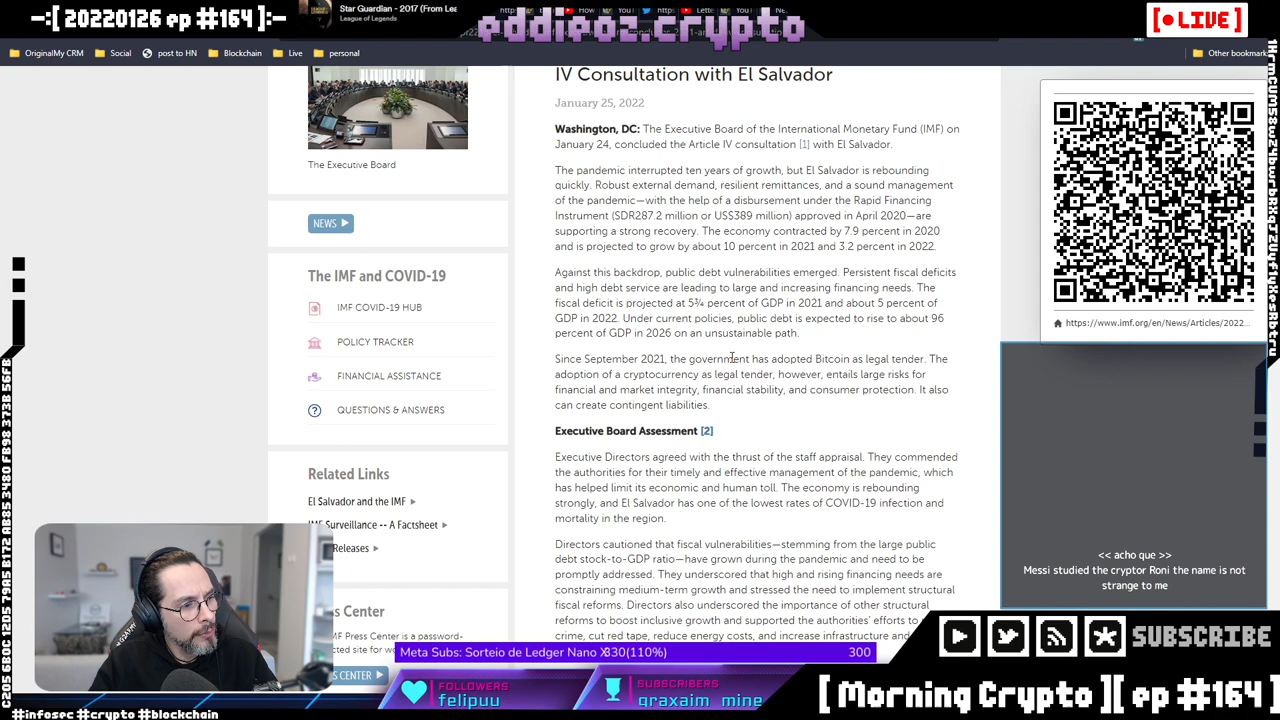 —:[ 20220126 ep #164 ]:—
Star Guardian - 2017 (From Lea
League of Legends
eddieoz.crypto
[ ● LIVE ]
OriginalMy CRM
Social
post to HN
Blockchain
Live
personal
Other bookmark
IV Consultation with El Salvador
January 25, 2022
Washington, DC: The Executive Board of the International Monetary Fund (IMF) on
January 24, concluded the Article IV consultation [1] with El Salvador.
The pandemic interrupted ten years of growth, but El Salvador is rebounding
quickly. Robust external demand, resilient remittances, and a sound management
of the pandemic—with the help of a disbursement under the Rapid Financing
Instrument (SDR287.2 million or US$389 million) approved in April 2020—are
supporting a strong recovery. The economy contracted by 7.9 percent in 2020
and is projected to grow by about 10 percent in 2021 and 3.2 percent in 2022.
Against this backdrop, public debt vulnerabilities emerged. Persistent fiscal deficits
and high debt service are leading to large and increasing financing needs. The
fiscal deficit is projected at 5¾ percent of GDP in 2021 and about 5 percent of
GDP in 2022. Under current policies, public debt is expected to rise to about 96
percent of GDP in 2026 on an unsustainable path.
Since September 2021, the government has adopted Bitcoin as legal tender. The
adoption of a cryptocurrency as legal tender, however, entails large risks for
financial and market integrity, financial stability, and consumer protection. It also
can create contingent liabilities.
Executive Board Assessment [2]
Executive Directors agreed with the thrust of the staff appraisal. They commended
the authorities for their timely and effective management of the pandemic, which
has helped limit its economic and human toll. The economy is rebounding
strongly, and El Salvador has one of the lowest rates of COVID-19 infection and
mortality in the region.
Directors cautioned that fiscal vulnerabilities—stemming from the large public
debt stock-to-GDP ratio—have grown during the pandemic and need to be
promptly addressed. They underscored that high and rising financing needs are
constraining medium-term growth and stressed the need to implement structural
fiscal reforms. Directors also underscored the importance of other structural
reforms to boost inclusive growth and supported the authorities' efforts to
crime, cut red tape, reduce energy costs, and increase infrastructure and
The Executive Board
NEWS
The IMF and COVID-19
IMF COVID-19 HUB
POLICY TRACKER
FINANCIAL ASSISTANCE
QUESTIONS & ANSWERS
Related Links
El Salvador and the IMF
IMF Surveillance -- A Factsheet
Releases
s Center
MF Press Center is a password-
ted site for wo
S CENTER
https://www.imf.org/en/News/Articles/2022...
<< acho que >>
Messi studied the cryptor Roni the name is not
strange to me
SUBSCRIBE
Meta Subs: Sorteio de Ledger Nano X
330(110%)
300
FOLLOWERS
felipuu
SUBSCRIBERS
graxaim_mine
[ Morning Crypto ][ ep #164 ]
#infosec #crypto #blockchain